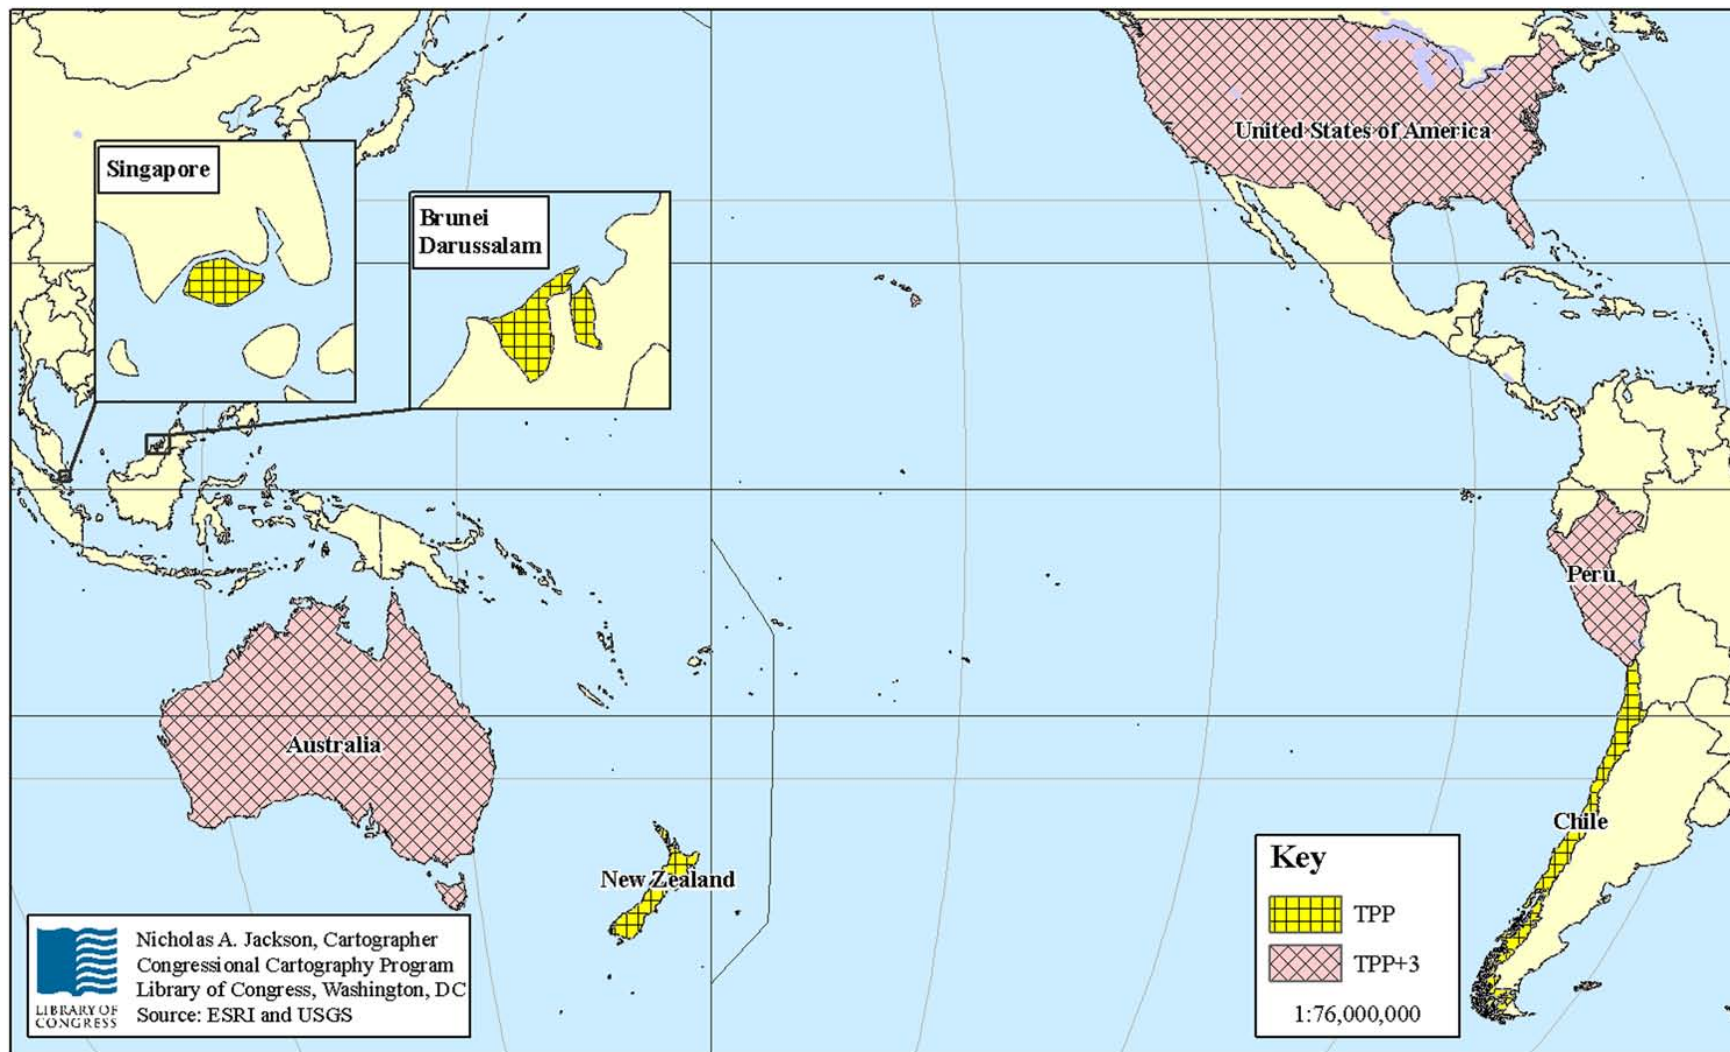 Singapore
Brunei
Darussalam
United States of America
Peru
Australia
Chile
New Zealand
Key
TPP
TPP+3
1:76,000,000
LIBRARY OF
CONGRESS
Nicholas A. Jackson, Cartographer
Congressional Cartography Program
Library of Congress, Washington, DC
Source: ESRI and USGS